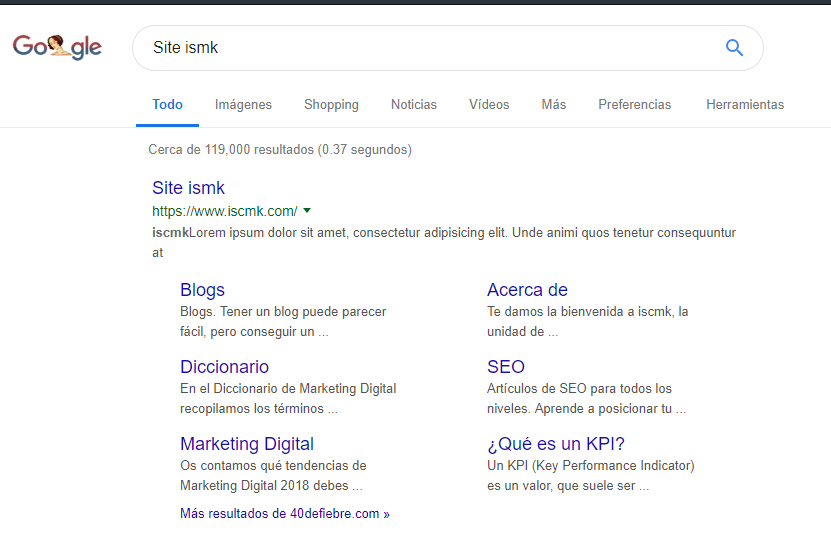 Google
Site ismk
Todo Imágenes Shopping Noticias Vídeos Más Preferencias Herramientas
Cerca de 119,000 resultados (0.37 segundos)
Site ismk
https://www.iscmk.com/
iscmkLorem ipsum dolor sit amet, consectetur adipisicing elit. Unde animi quos tenetur consequuntur
at
Blogs
Blogs. Tener un blog puede parecer
fácil, pero conseguir un ...
Acerca de
Te damos la bienvenida a iscmk, la
unidad de ...
Diccionario
En el Diccionario de Marketing Digital
recopilamos los términos ...
SEO
Artículos de SEO para todos los
niveles. Aprende a posicionar tu ...
Marketing Digital
Os contamos qué tendencias de
Marketing Digital 2018 debes ...
¿Qué es un KPI?
Un KPI (Key Performance Indicator)
es un valor, que suele ser ...
Más resultados de 40defiebre.com »